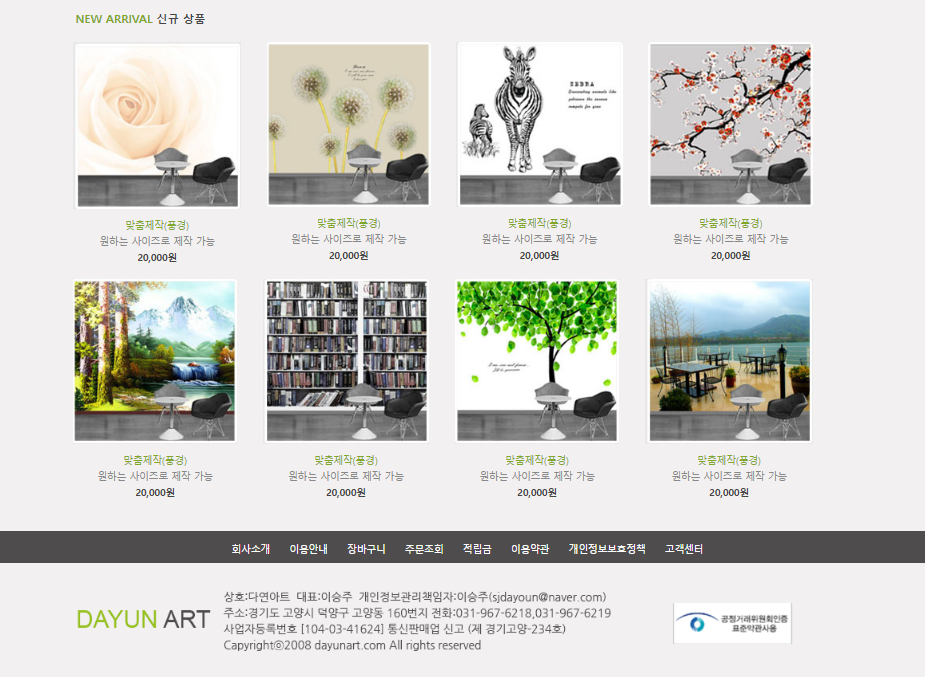 NEW ARRIVAL 신규 상품
ZEBRA
맞춤제작(풍경)
원하는 사이즈로 제작 가능
20,000원
맞춤제작(풍경)
원하는 사이즈로 제작 가능
20,000원
맞춤제작(풍경)
원하는 사이즈로 제작 가능
20,000원
맞춤제작(풍경)
원하는 사이즈로 제작 가능
20,000원
맞춤제작(풍경)
원하는 사이즈로 제작 가능
20,000원
맞춤제작(풍경)
원하는 사이즈로 제작 가능
20,000원
맞춤제작(풍경)
원하는 사이즈로 제작 가능
20,000원
맞춤제작(풍경)
원하는 사이즈로 제작 가능
20,000원
회사소개 이용안내 장바구니 주문조회 적립금 이용약관 개인정보보호정책 고객센터
DAYUN ART
상호:다연아트 대표:이승주 개인정보관리책임자:이승주(sjdayoun@naver.com)
주소:경기도 고양시 덕양구 고양동 160번지 전화:031-967-6218,031-967-6219
사업자등록번호 [104-03-41624] 통신판매업 신고 (제 경기고양-234호)
Capyright©2008 dayunart.com All rights reserved
공정거래위원회인증
표준약관사용